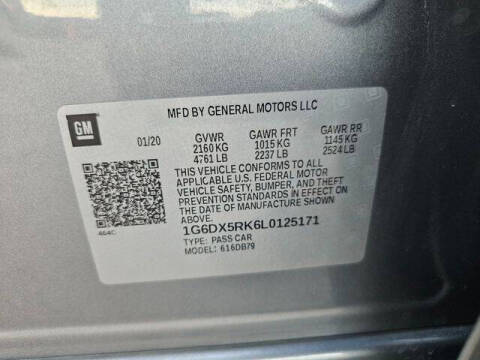 MFD BY GENERAL MOTORS LLC
GM
01/20 GVWR GAWR FRT GAWR RR
2160 KG 1015 KG 1145 KG
4761 LB 2237 LB 2524 LB
THIS VEHICLE CONFORMS TO ALL
APPLICABLE U.S. FEDERAL MOTOR
VEHICLE SAFETY, BUMPER, AND THEFT
PREVENTION STANDARDS IN EFFECT ON
THE DATE OF MANUFACTURE SHOWN
ABOVE.
1G6DX5RK6L0125171
TYPE: PASS CAR
MODEL: 616DB79